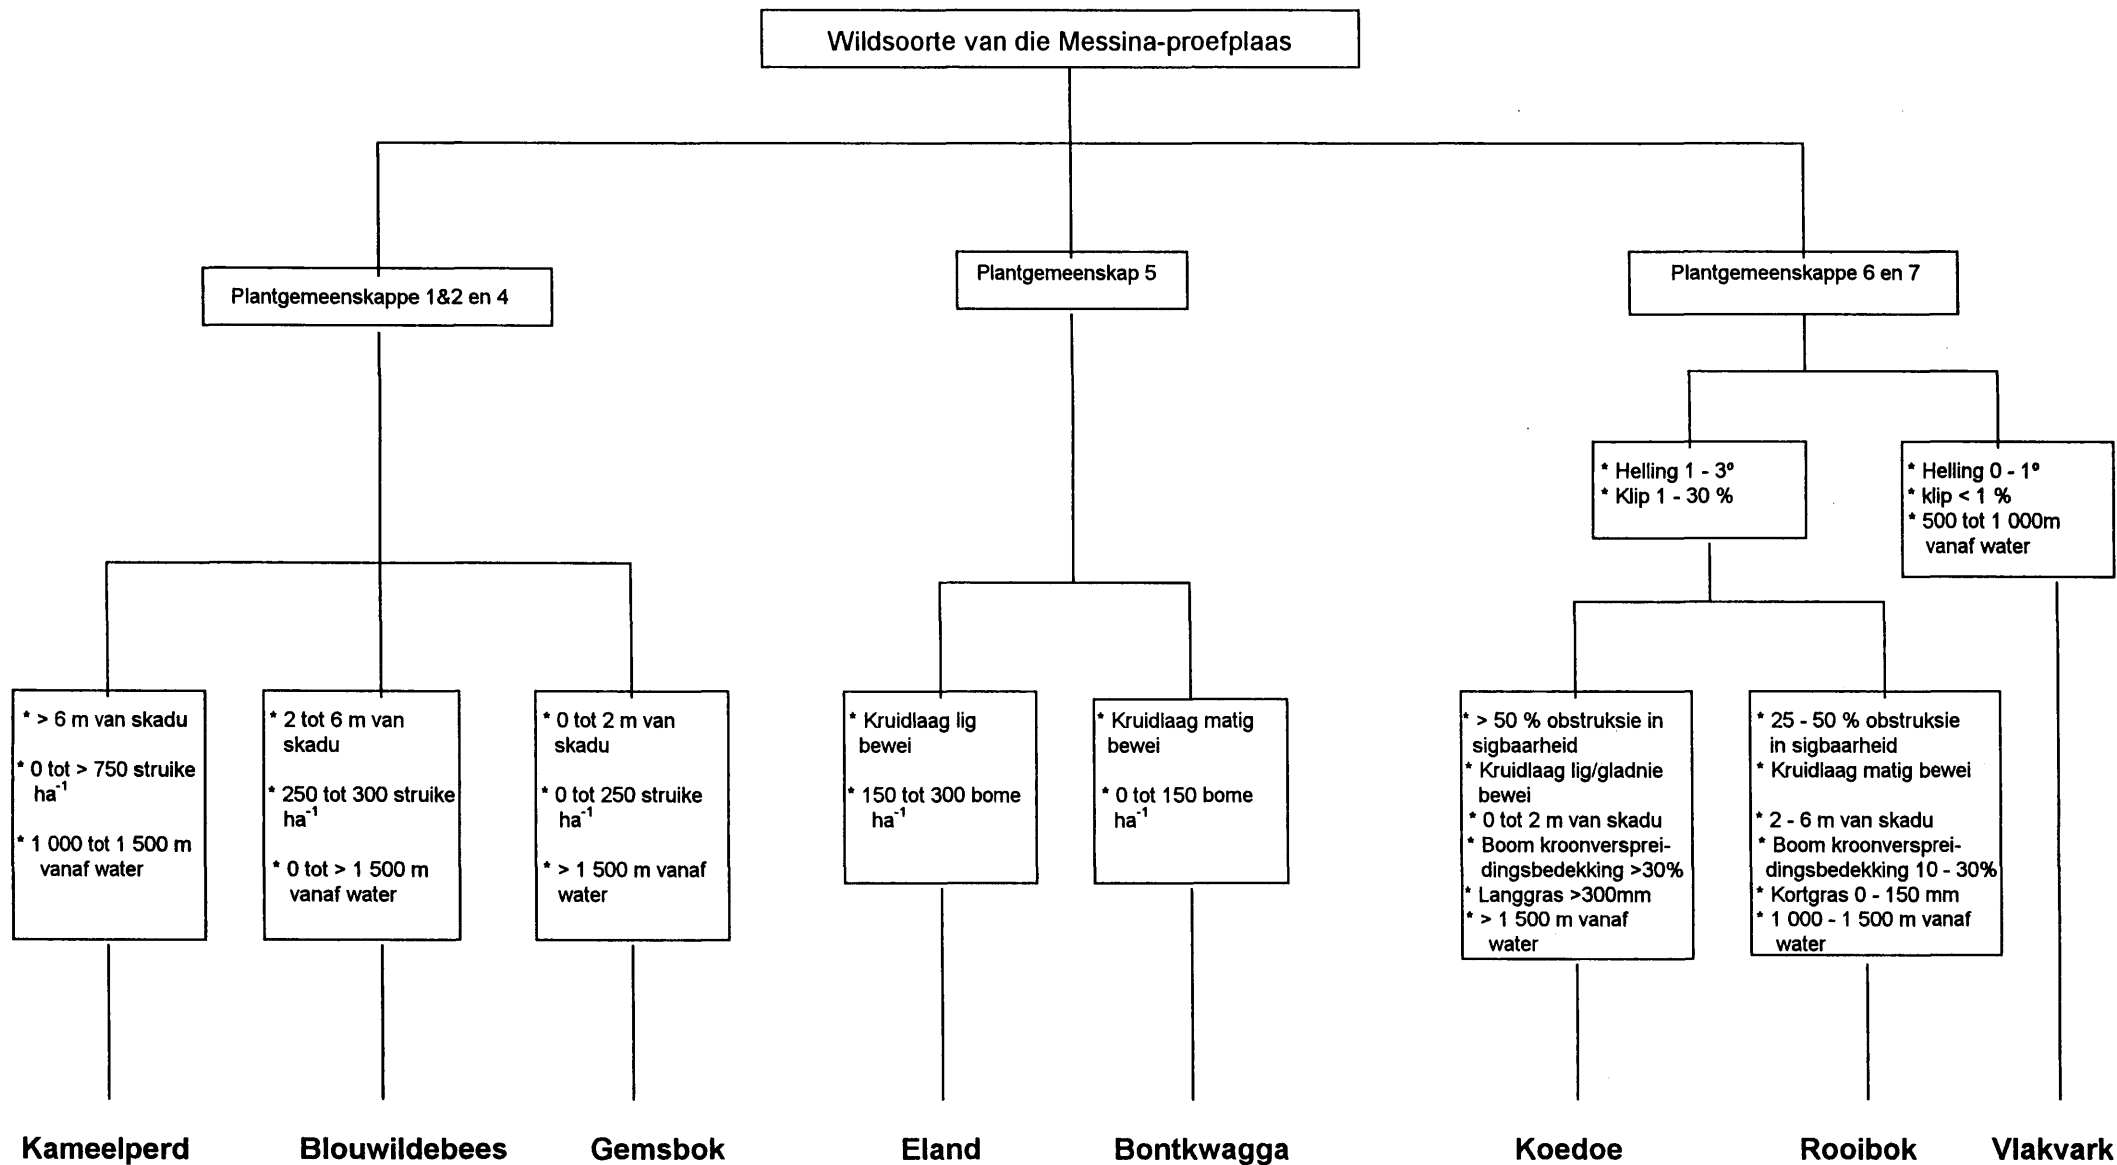 Wildsoorte van die Messina-proefplaas
Plantgemeenskappe 1&2 en 4
Plantgemeenskap 5
Plantgemeenskappe 6 en 7
* Helling 1 - 3º
* Klip 1 - 30 %
* Helling 0 - 1º
* klip < 1 %
* 500 tot 1 000m
vanaf water
* > 6 m van skadu
* 0 tot > 750 struike
ha⁻¹
* 1 000 tot 1 500 m
vanaf water
* 2 tot 6 m van
skadu
* 250 tot 300 struike
ha⁻¹
* 0 tot > 1 500 m
vanaf water
* 0 tot 2 m van
skadu
* 0 tot 250 struike
ha⁻¹
* > 1 500 m vanaf
water
* Kruidlaag lig
bewei
* 150 tot 300 bome
ha⁻¹
* Kruidlaag matig
bewei
* 0 tot 150 bome
ha⁻¹
* > 50 % obstruksie in
sigbaarheid
* Kruidlaag lig/gladnie
bewei
* 0 tot 2 m van skadu
* Boom kroonversprei-
dingsbedekking >30%
* Langgras >300mm
* > 1 500 m vanaf
water
* 25 - 50 % obstruksie
in sigbaarheid
* Kruidlaag matig bewei
* 2 - 6 m van skadu
* Boom kroonversprei-
dingsbedekking 10 - 30%
* Kortgras 0 - 150 mm
* 1 000 - 1 500 m vanaf
water
Kameelperd
Blouwildebees
Gemsbok
Eland
Bontkwagga
Koedoe
Rooibok
Vlakvark